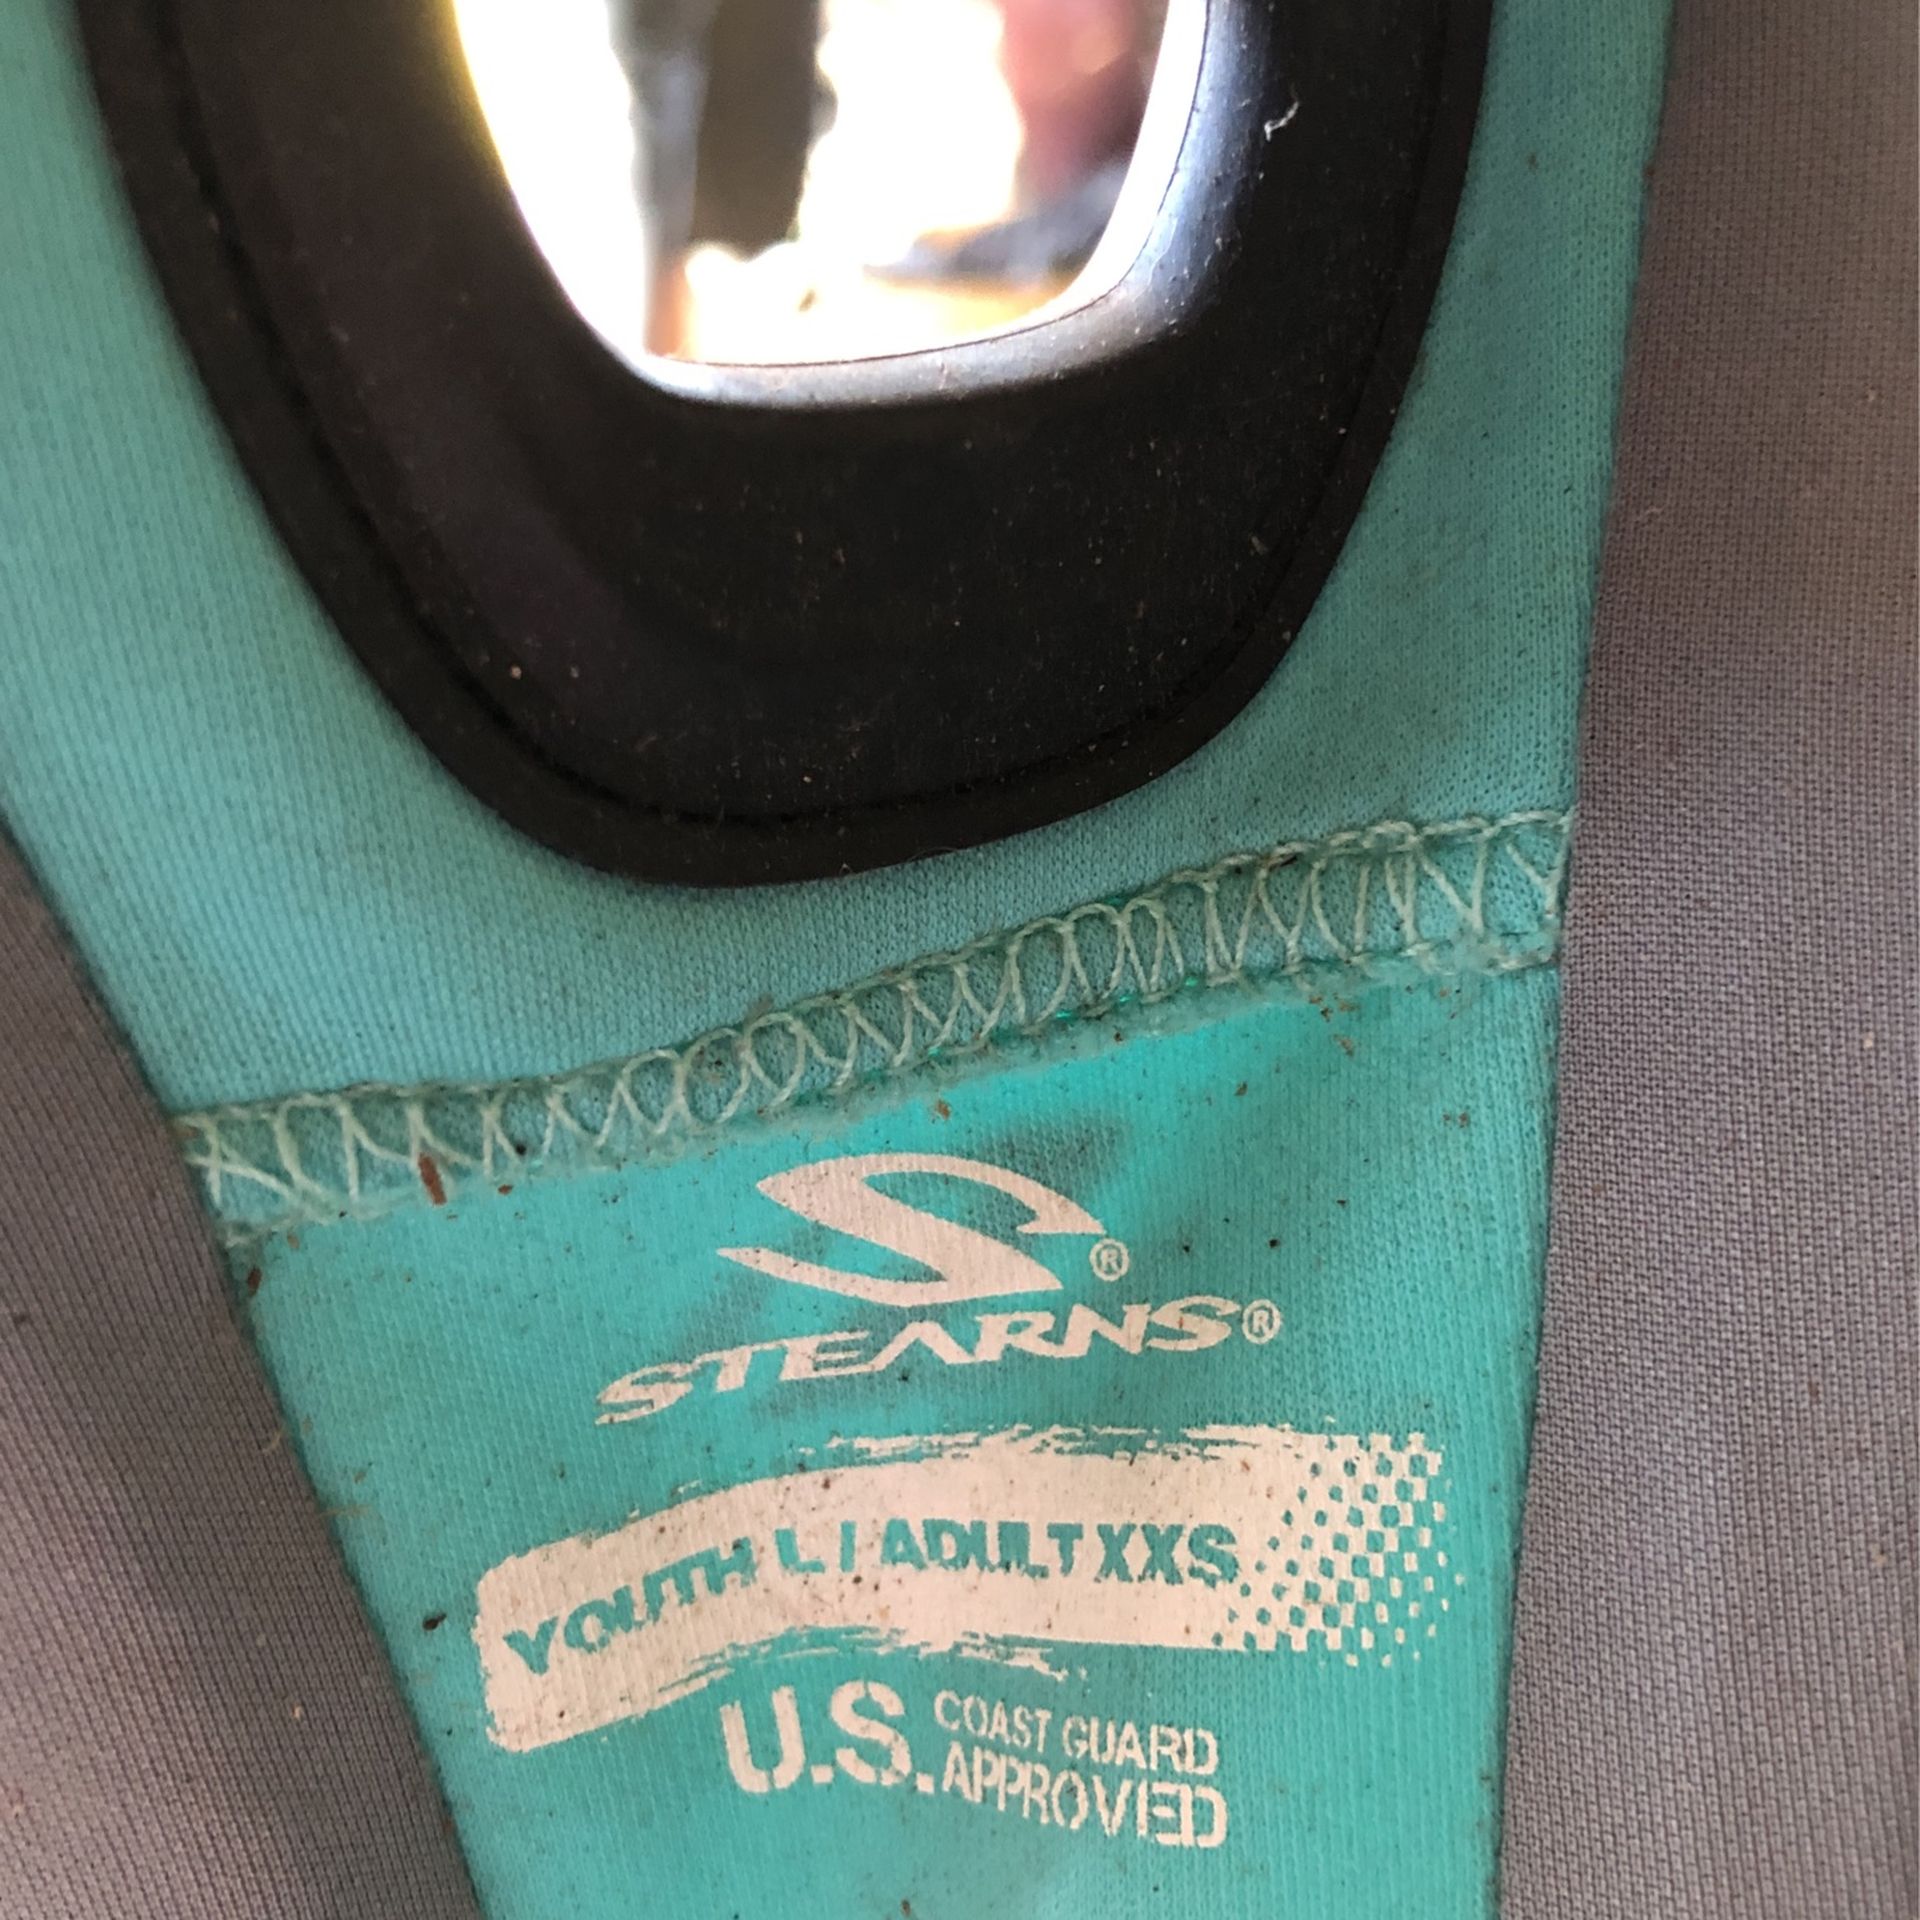 ®
STEARNS®
YOUTH L / ADULT XXS
U.S. COAST GUARD
APPROVED